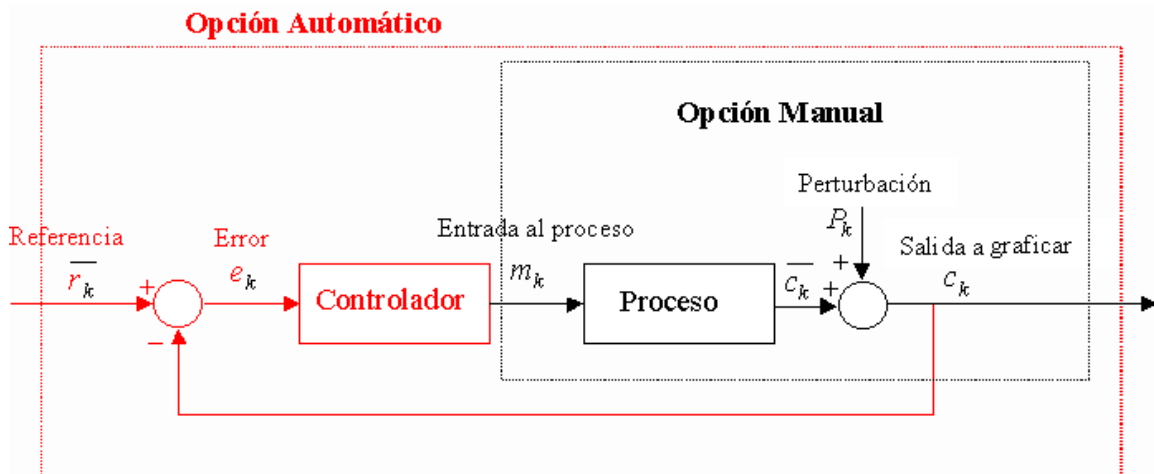 Opción Automático
Opción Manual
Perturbación
P_k
Referencia
Error
Entrada al proceso
Salida a graficar
r̅_k
e_k
m_k
c̅_k
c_k
+
+
+
−
Controlador
Proceso